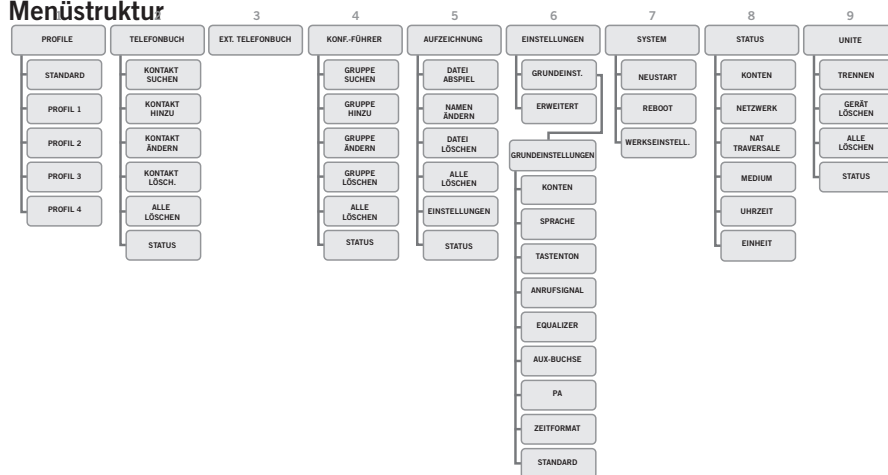 Menüstruktur
1 2 3 4 5 6 7 8 9
PROFILE
STANDARD
PROFIL 1
PROFIL 2
PROFIL 3
PROFIL 4
TELEFONBUCH
KONTAKT
SUCHEN
KONTAKT
HINZU
KONTAKT
ÄNDERN
KONTAKT
LÖSCH.
ALLE
LÖSCHEN
STATUS
EXT. TELEFONBUCH
KONF.-FÜHRER
GRUPPE
SUCHEN
GRUPPE
HINZU
GRUPPE
ÄNDERN
GRUPPE
LÖSCHEN
ALLE
LÖSCHEN
STATUS
AUFZEICHNUNG
DATEI
ABSPIEL
NAMEN
ÄNDERN
DATEI
LÖSCHEN
ALLE
LÖSCHEN
EINSTELLUNGEN
STATUS
EINSTELLUNGEN
GRUNDEINST.
ERWEITERT
GRUNDEINSTELLUNGEN
KONTEN
SPRACHE
TASTENTON
ANRUFSIGNAL
EQUALIZER
AUX-BUCHSE
PA
ZEITFORMAT
STANDARD
SYSTEM
NEUSTART
REBOOT
WERKSEINSTELL.
STATUS
KONTEN
NETZWERK
NAT
TRAVERSALE
MEDIUM
UHRZEIT
EINHEIT
UNITE
TRENNEN
GERÄT
LÖSCHEN
ALLE
LÖSCHEN
STATUS